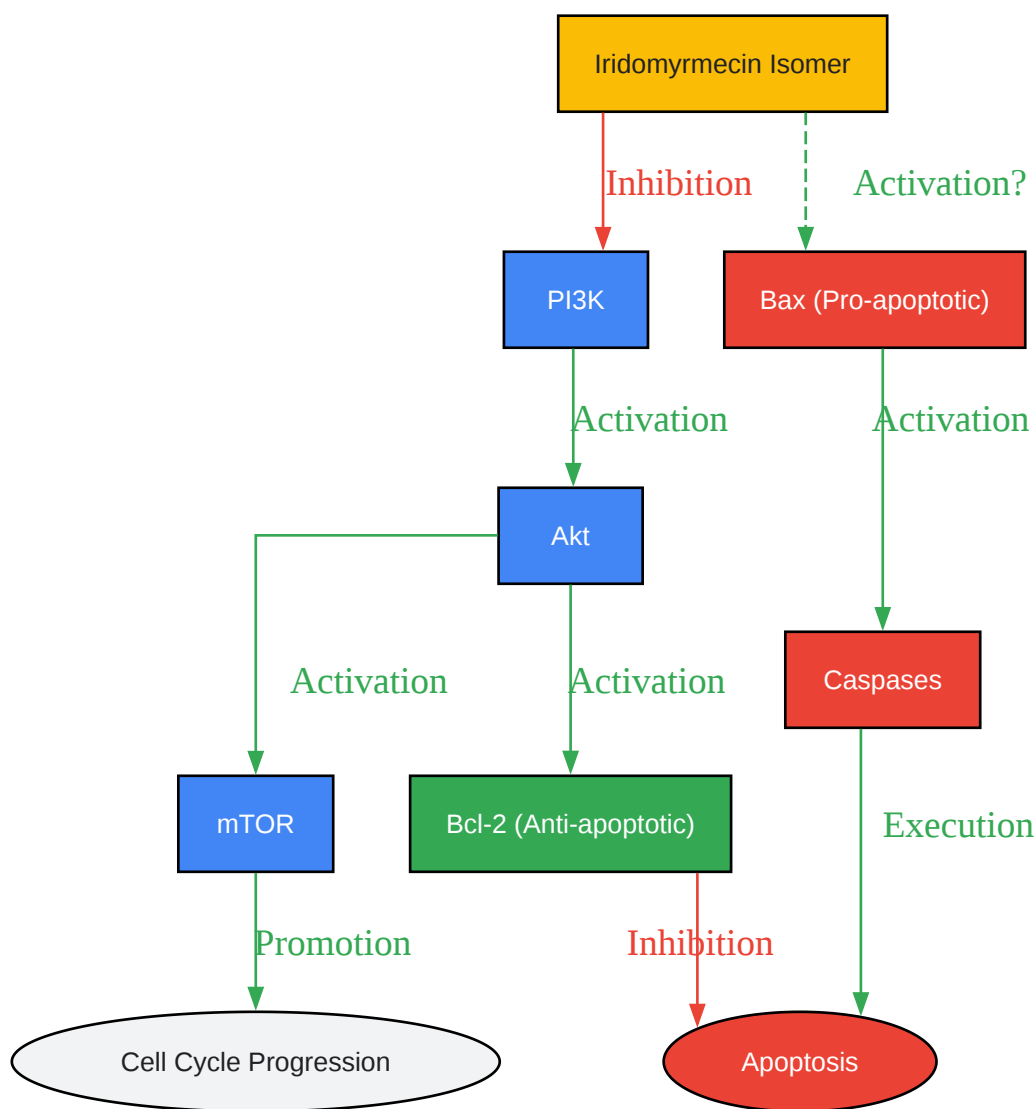 Iridomyrmecin Isomer
Inhibition
Activation?
PI3K
Bax (Pro-apoptotic)
Activation
Activation
Akt
Activation
Activation
Caspases
mTOR
Bcl-2 (Anti-apoptotic)
Execution
Promotion
Inhibition
Cell Cycle Progression
Apoptosis